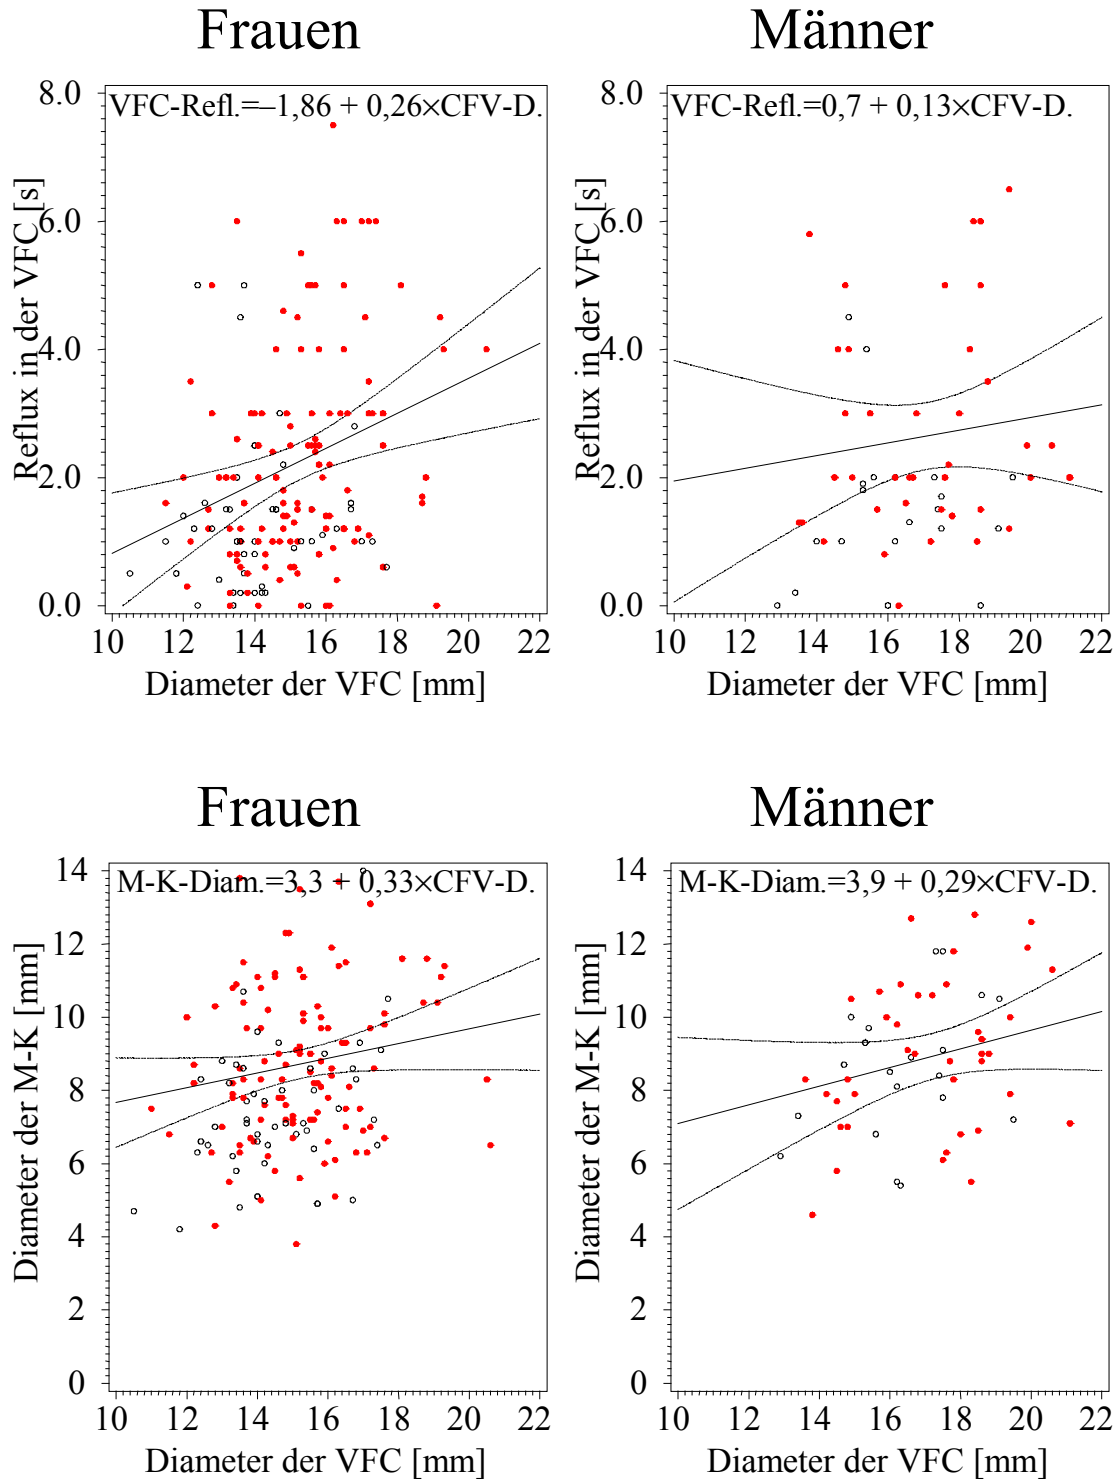 Frauen
Männer
VFC-Refl.=–1,86 + 0,26×CFV-D.
VFC-Refl.=0,7 + 0,13×CFV-D.
Reflux in der VFC [s]
8.0
6.0
4.0
2.0
0.0
10 12 14 16 18 20 22
Diameter der VFC [mm]
Reflux in der VFC [s]
8.0
6.0
4.0
2.0
0.0
10 12 14 16 18 20 22
Diameter der VFC [mm]
Frauen
Männer
M-K-Diam.=3,3 + 0,33×CFV-D.
M-K-Diam.=3,9 + 0,29×CFV-D.
Diameter der M-K [mm]
14
12
10
8
6
4
2
0
10 12 14 16 18 20 22
Diameter der VFC [mm]
Diameter der M-K [mm]
14
12
10
8
6
4
2
0
10 12 14 16 18 20 22
Diameter der VFC [mm]